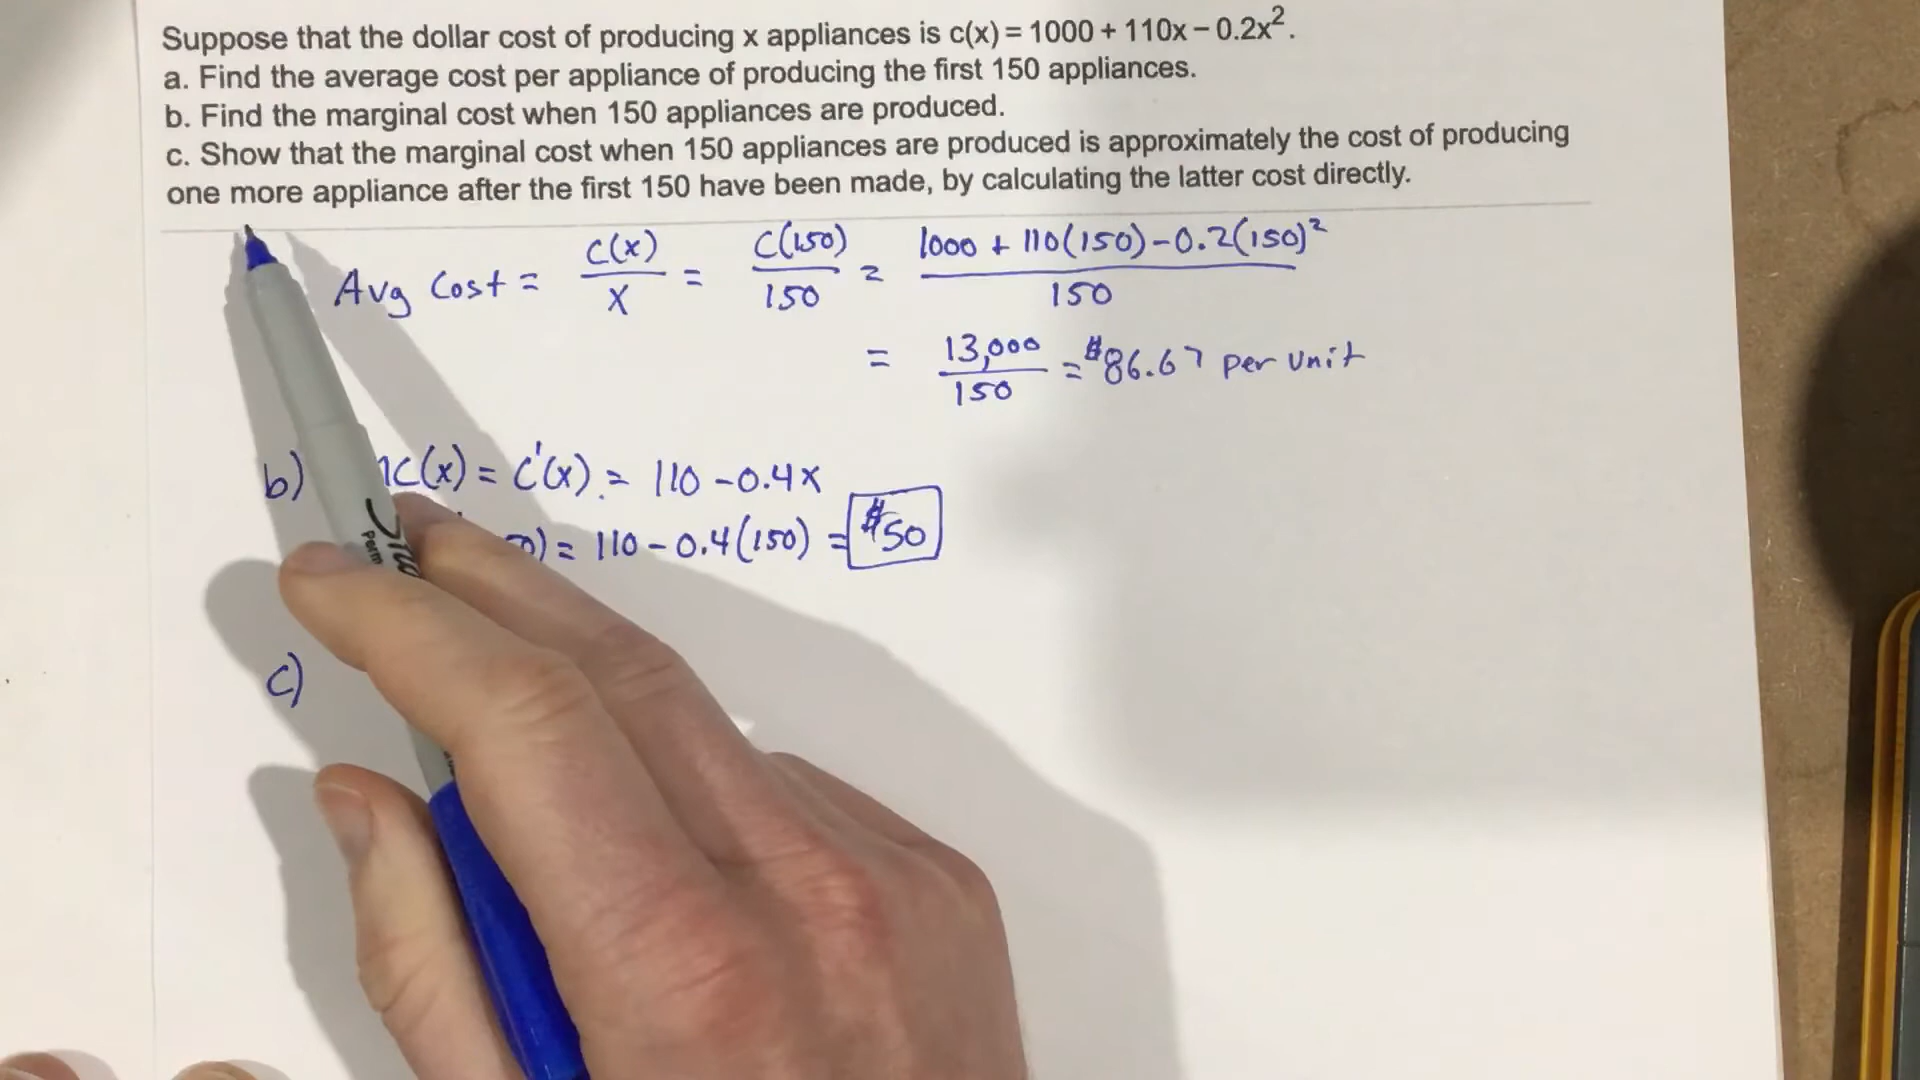 Suppose that the dollar cost of producing x appliances is c(x) = 1000 + 110x − 0.2x².
a. Find the average cost per appliance of producing the first 150 appliances.
b. Find the marginal cost when 150 appliances are produced.
c. Show that the marginal cost when 150 appliances are produced is approximately the cost of producing
one more appliance after the first 150 have been made, by calculating the latter cost directly.
Avg Cost = C(x)/X = C(150)/150 = 1000 + 110(150) - 0.2(150)²/150
= 13,000/150 = $86.67 per unit
b) C(x) = C'(x) = 110 - 0.4x
) = 110 - 0.4(150) = $50
c)